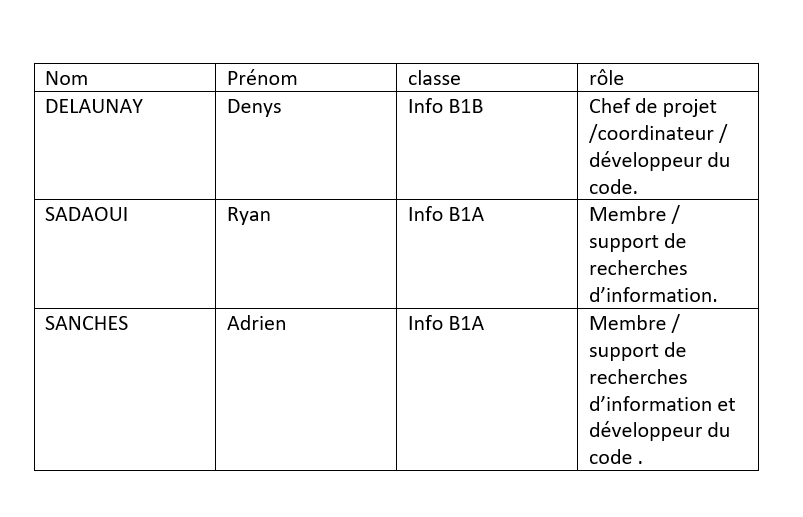 Nom Prénom classe rôle
DELAUNAY Denys Info B1B Chef de projet
/coordinateur /
développeur du
code.
SADAOUI Ryan Info B1A Membre /
support de
recherches
d’information.
SANCHES Adrien Info B1A Membre /
support de
recherches
d’information et
développeur du
code .